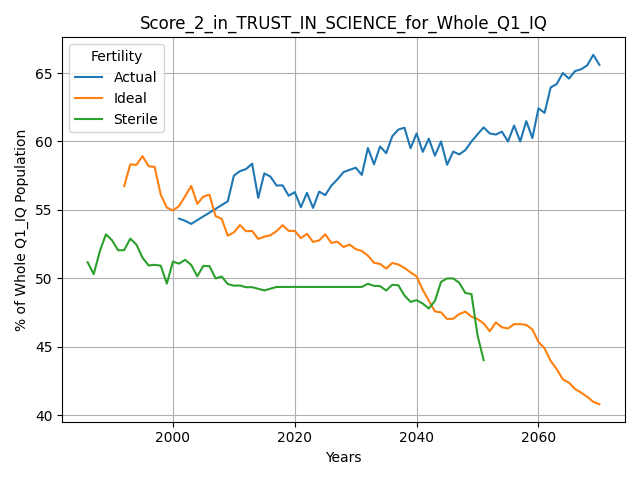 Score_2_in_TRUST_IN_SCIENCE_for_Whole_Q1_IQ
Fertility
Actual
Ideal
Sterile
% of Whole Q1_IQ Population
65
60
55
50
45
40
2000
2020
2040
2060
Years